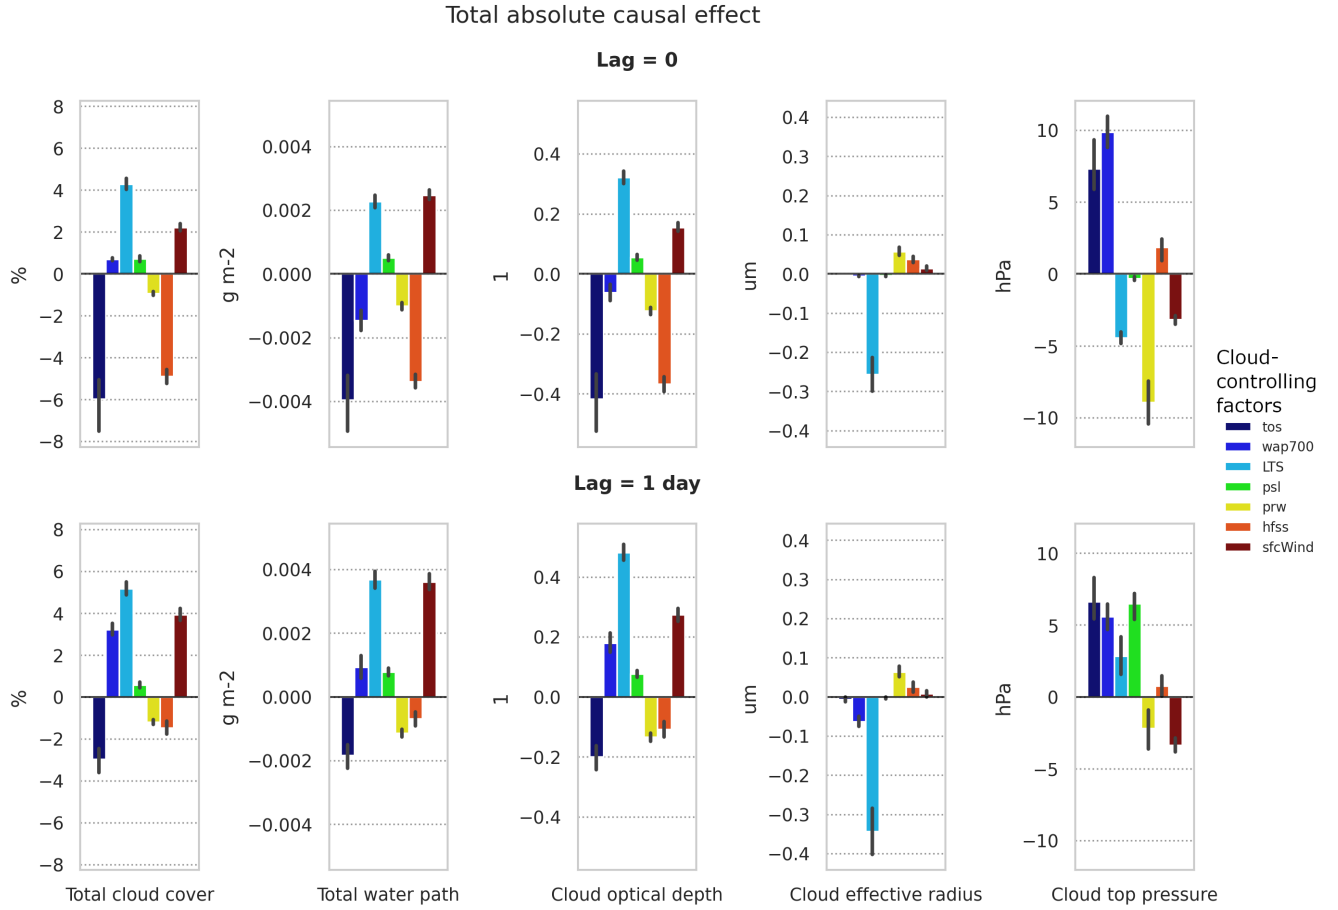 Total absolute causal effect
Lag = 0
8
6
4
2
0
−2
−4
−6
−8
%
0.004
0.002
0.000
−0.002
−0.004
g m-2
0.4
0.2
0.0
−0.2
−0.4
1
0.4
0.3
0.2
0.1
0.0
−0.1
−0.2
−0.3
−0.4
um
10
5
0
−5
−10
hPa
Cloud-
controlling
factors
tos
wap700
LTS
psl
prw
hfss
sfcWind
Lag = 1 day
8
6
4
2
0
−2
−4
−6
−8
%
Total cloud cover
0.004
0.002
0.000
−0.002
−0.004
g m-2
Total water path
0.4
0.2
0.0
−0.2
−0.4
1
Cloud optical depth
0.4
0.3
0.2
0.1
0.0
−0.1
−0.2
−0.3
−0.4
um
Cloud effective radius
10
5
0
−5
−10
hPa
Cloud top pressure